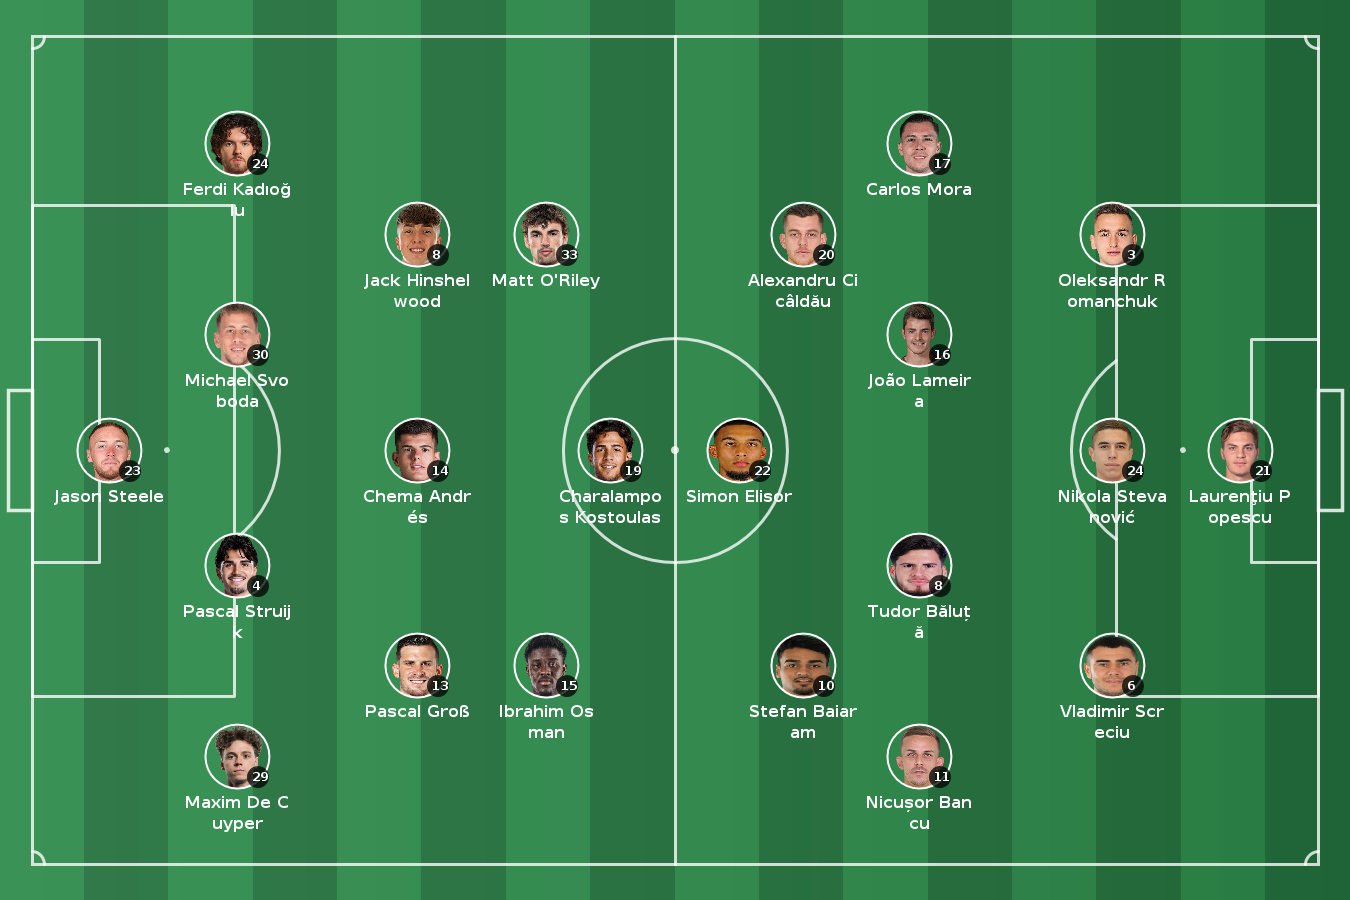 24
Ferdi Kadıoğ
lu
17
Carlos Mora
8
Jack Hinshel
wood
33
Matt O'Riley
20
Alexandru Ci
câldău
3
Oleksandr R
omanchuk
30
Michael Svo
boda
16
João Lameir
a
23
Jason Steele
14
Chema Andr
és
19
Charalampo
s Kostoulas
22
Simon Elisor
24
Nikola Steva
nović
21
Laurențiu P
opescu
4
Pascal Struij
k
8
Tudor Băluț
ă
13
Pascal Groß
15
Ibrahim Os
man
10
Stefan Baiar
am
6
Vladimir Scr
eciu
29
Maxim De C
uyper
11
Nicușor Ban
cu